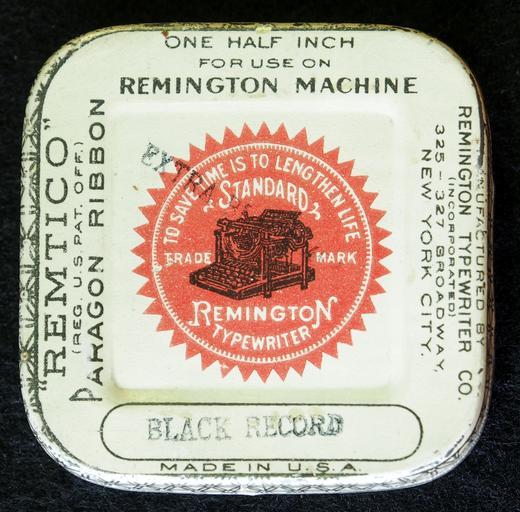 ONE HALF INCH
FOR USE ON
REMINGTON MACHINE
"REMTICO"
(REG. U.S. PAT. OFF.)
PARAGON RIBBON
EXTRA
TO SAVE TIME IS TO LENGTHEN LIFE
STANDARD
TRADE MARK
REMINGTON
TYPEWRITER
MANUFACTURED BY
REMINGTON TYPEWRITER CO.
(INCORPORATED)
325-327 BROADWAY,
NEW YORK CITY.
BLACK RECORD
MADE IN U.S.A.